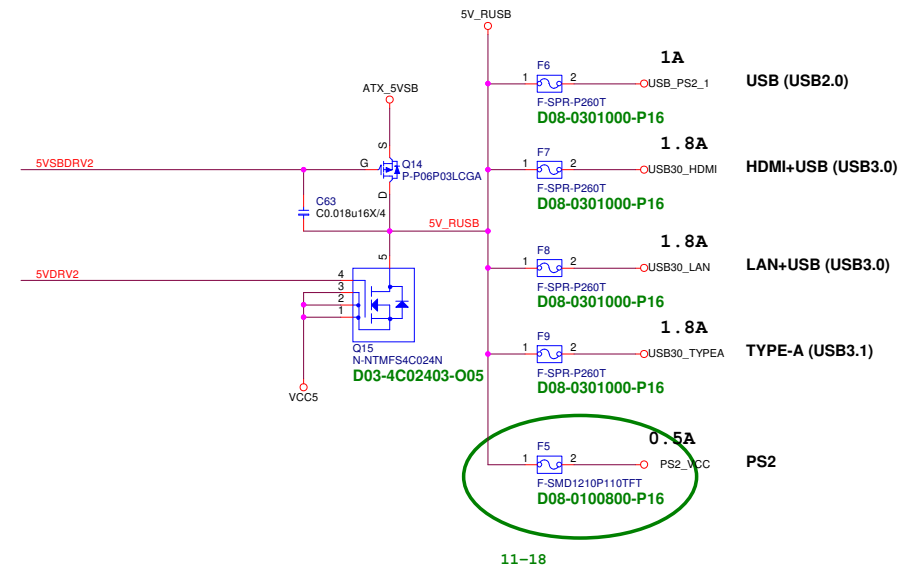 5V_RUSB
1A
F6
1 2
USB_PS2_1
USB (USB2.0)
F-SPR-P260T
D08-0301000-P16
ATX_5VSB
S
5VSBDRV2
G
Q14
P-P06P03LCGA
D
C63
C0.018u16X/4
5V_RUSB
1.8A
F7
1 2
USB30_HDMI
HDMI+USB (USB3.0)
F-SPR-P260T
D08-0301000-P16
5VDRV2
5
4
3
2
1
Q15
N-NTMFS4C024N
D03-4C02403-O05
VCC5
1.8A
F8
1 2
USB30_LAN
LAN+USB (USB3.0)
F-SPR-P260T
D08-0301000-P16
1.8A
F9
1 2
USB30_TYPEA
TYPE-A (USB3.1)
F-SPR-P260T
D08-0301000-P16
0.5A
F5
1 2
PS2_VCC
PS2
F-SMD1210P110TFT
D08-0100800-P16
11-18